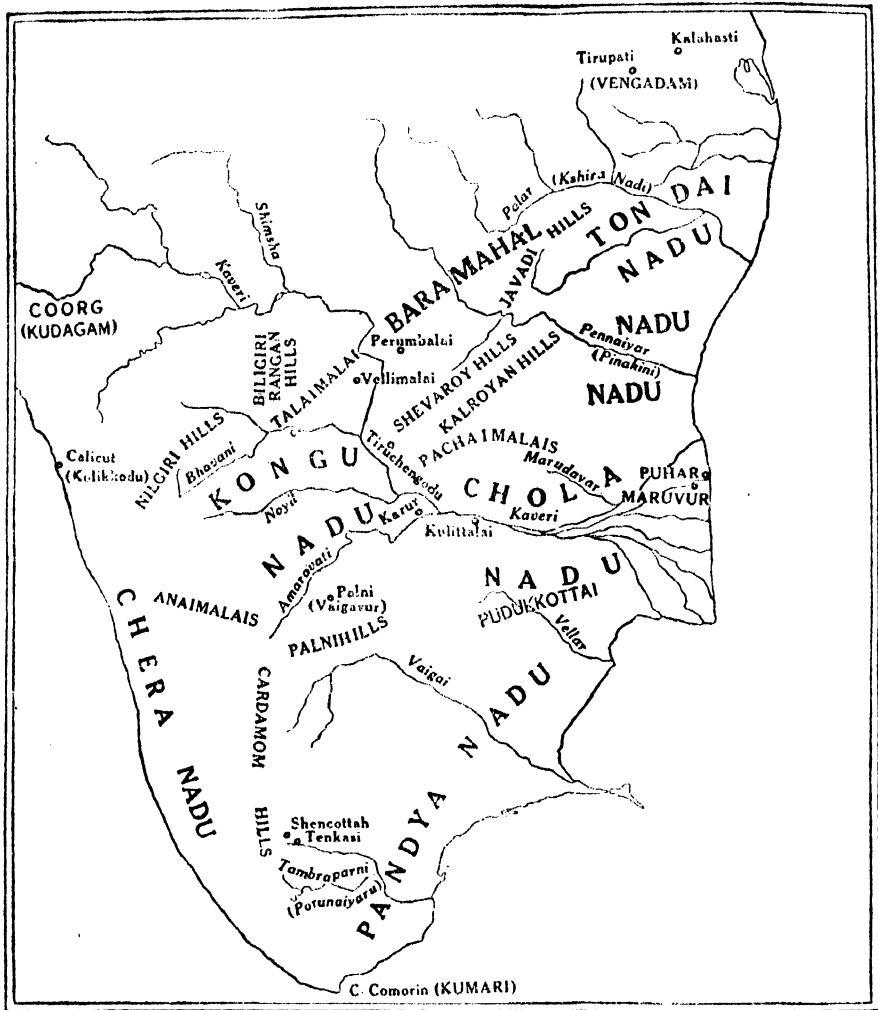 Kalahasti
Tirupati
(VENGADAM)
Palar
(Kshira Nadi)
TONDAI
NADU
Shimsha
Kaveri
COORG
(KUDAGAM)
BARAMAHAL
JAVADI HILLS
NADU
Pennaiyar
(Pinakini)
NADU
Perumbalai
Vellimalai
BILIGIRI
RANGAN
HILLS
TALAIMALAI
SHEVAROY HILLS
KALROYAN HILLS
Calicut
(Kolikkodu)
NILGIRI HILLS
Bhavani
KONGU
Tiruchengodu
PACHAIMALAIS
Marudavar
CHOLA
PUHAR
MARUVUR
Kaveri
Noyil
NADU
Karur
Kulittalai
Amaravati
NADU
PUDUKKOTTAI
Vellar
ANAIMALAIS
Palni
(Vaigavur)
PALNIHILLS
Vaigai
CHERA
NADU
CARDAMOM
HILLS
PANDYA NADU
Shencottah
Tenkasi
Tambraparni
(Porunaiyaru)
C. Comorin (KUMARI)